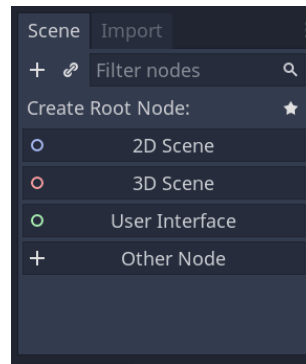 Scene Import
Filter nodes
Create Root Node:
2D Scene
3D Scene
User Interface
Other Node